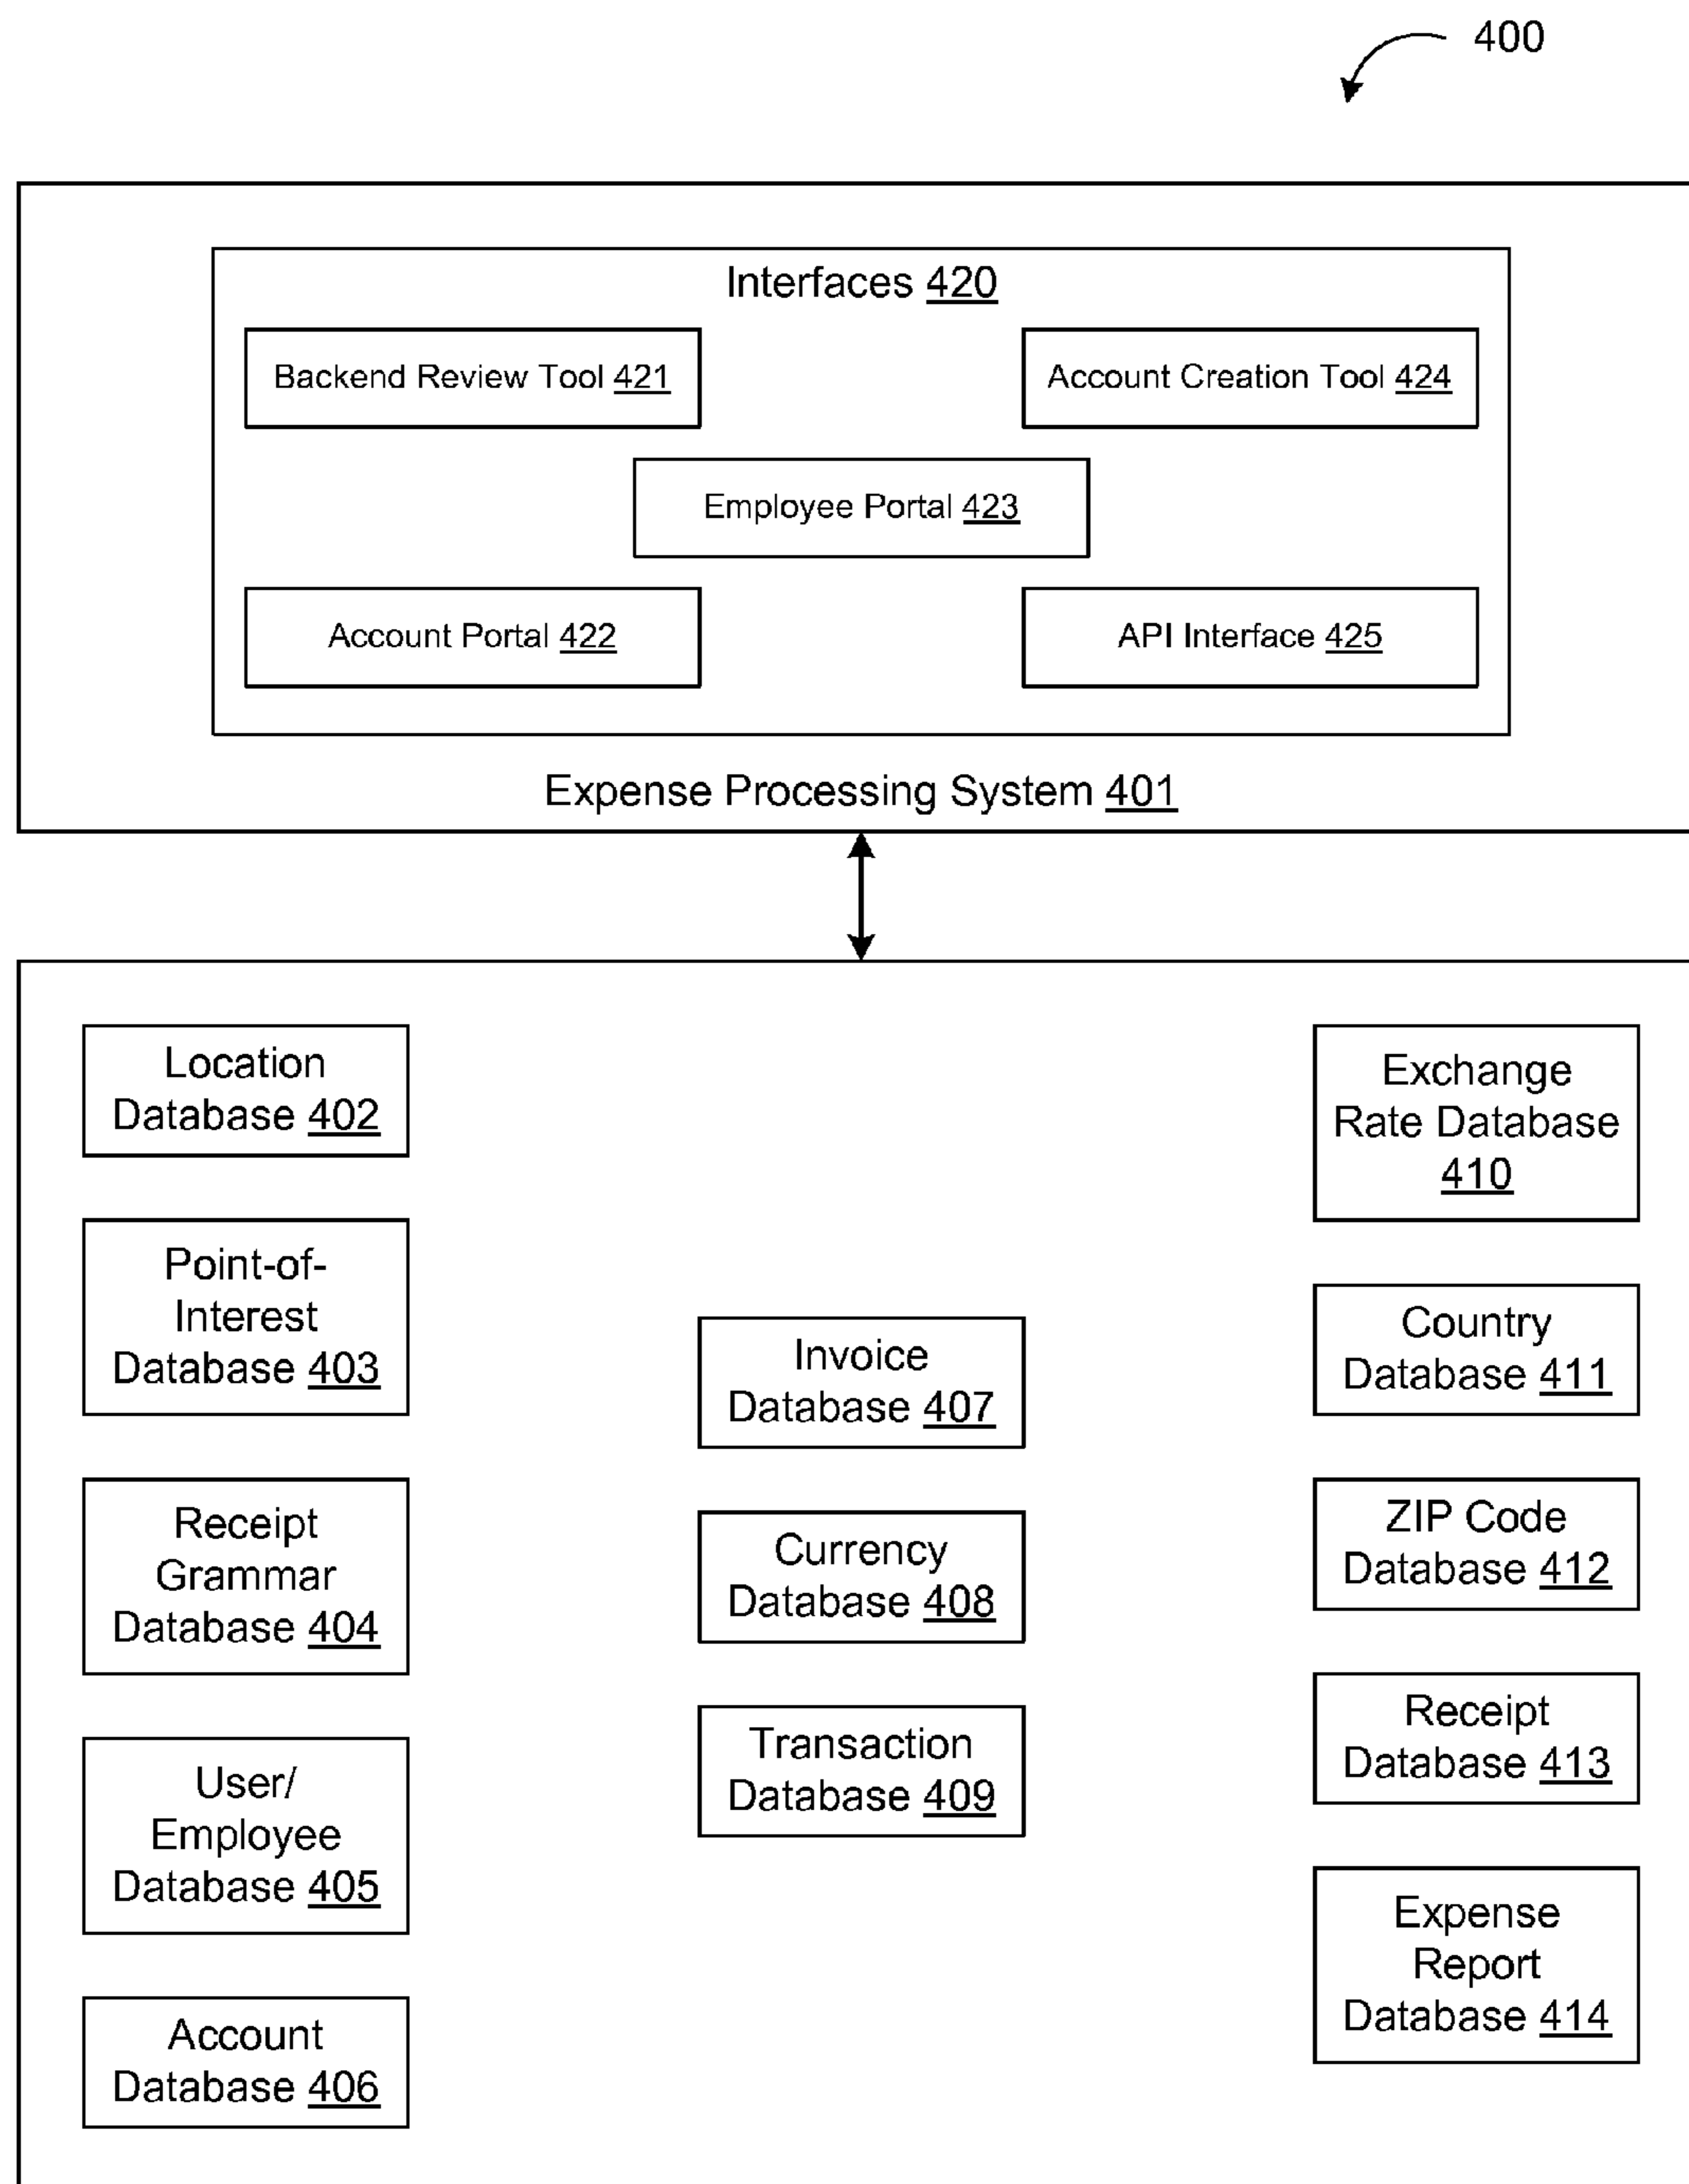 400
Interfaces 420
Backend Review Tool 421
Account Creation Tool 424
Employee Portal 423
Account Portal 422
API Interface 425
Expense Processing System 401
Location
Database 402
Point-of-
Interest
Database 403
Receipt
Grammar
Database 404
User/
Employee
Database 405
Account
Database 406
Invoice
Database 407
Currency
Database 408
Transaction
Database 409
Exchange
Rate Database
410
Country
Database 411
ZIP Code
Database 412
Receipt
Database 413
Expense
Report
Database 414